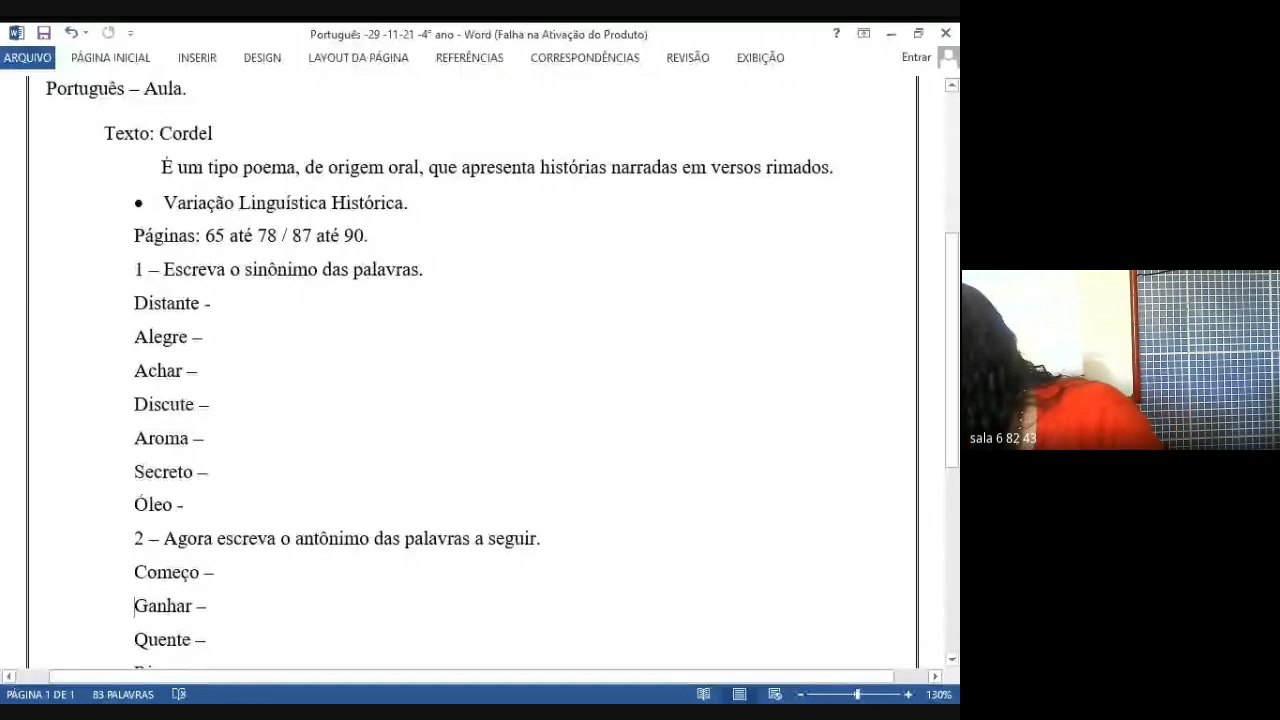 Português -29 -11-21 -4° ano - Word (Falha na Ativação do Produto)
?
ARQUIVO PÁGINA INICIAL INSERIR DESIGN LAYOUT DA PÁGINA REFERÊNCIAS CORRESPONDÊNCIAS REVISÃO EXIBIÇÃO Entrar
Português – Aula.
Texto: Cordel
É um tipo poema, de origem oral, que apresenta histórias narradas em versos rimados.
• Variação Linguística Histórica.
Páginas: 65 até 78 / 87 até 90.
1 – Escreva o sinônimo das palavras.
Distante -
Alegre –
Achar –
Discute –
Aroma –
Secreto –
Óleo -
2 – Agora escreva o antônimo das palavras a seguir.
Começo –
Ganhar –
Quente –
PÁGINA 1 DE 1 83 PALAVRAS 130%
sala 6 82 43